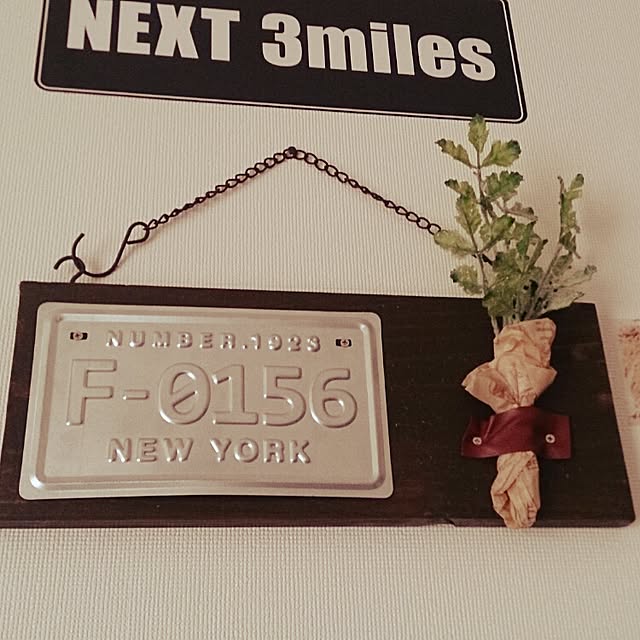 NEXT 3miles
NUMBER.1923
F-0156
NEW YORK